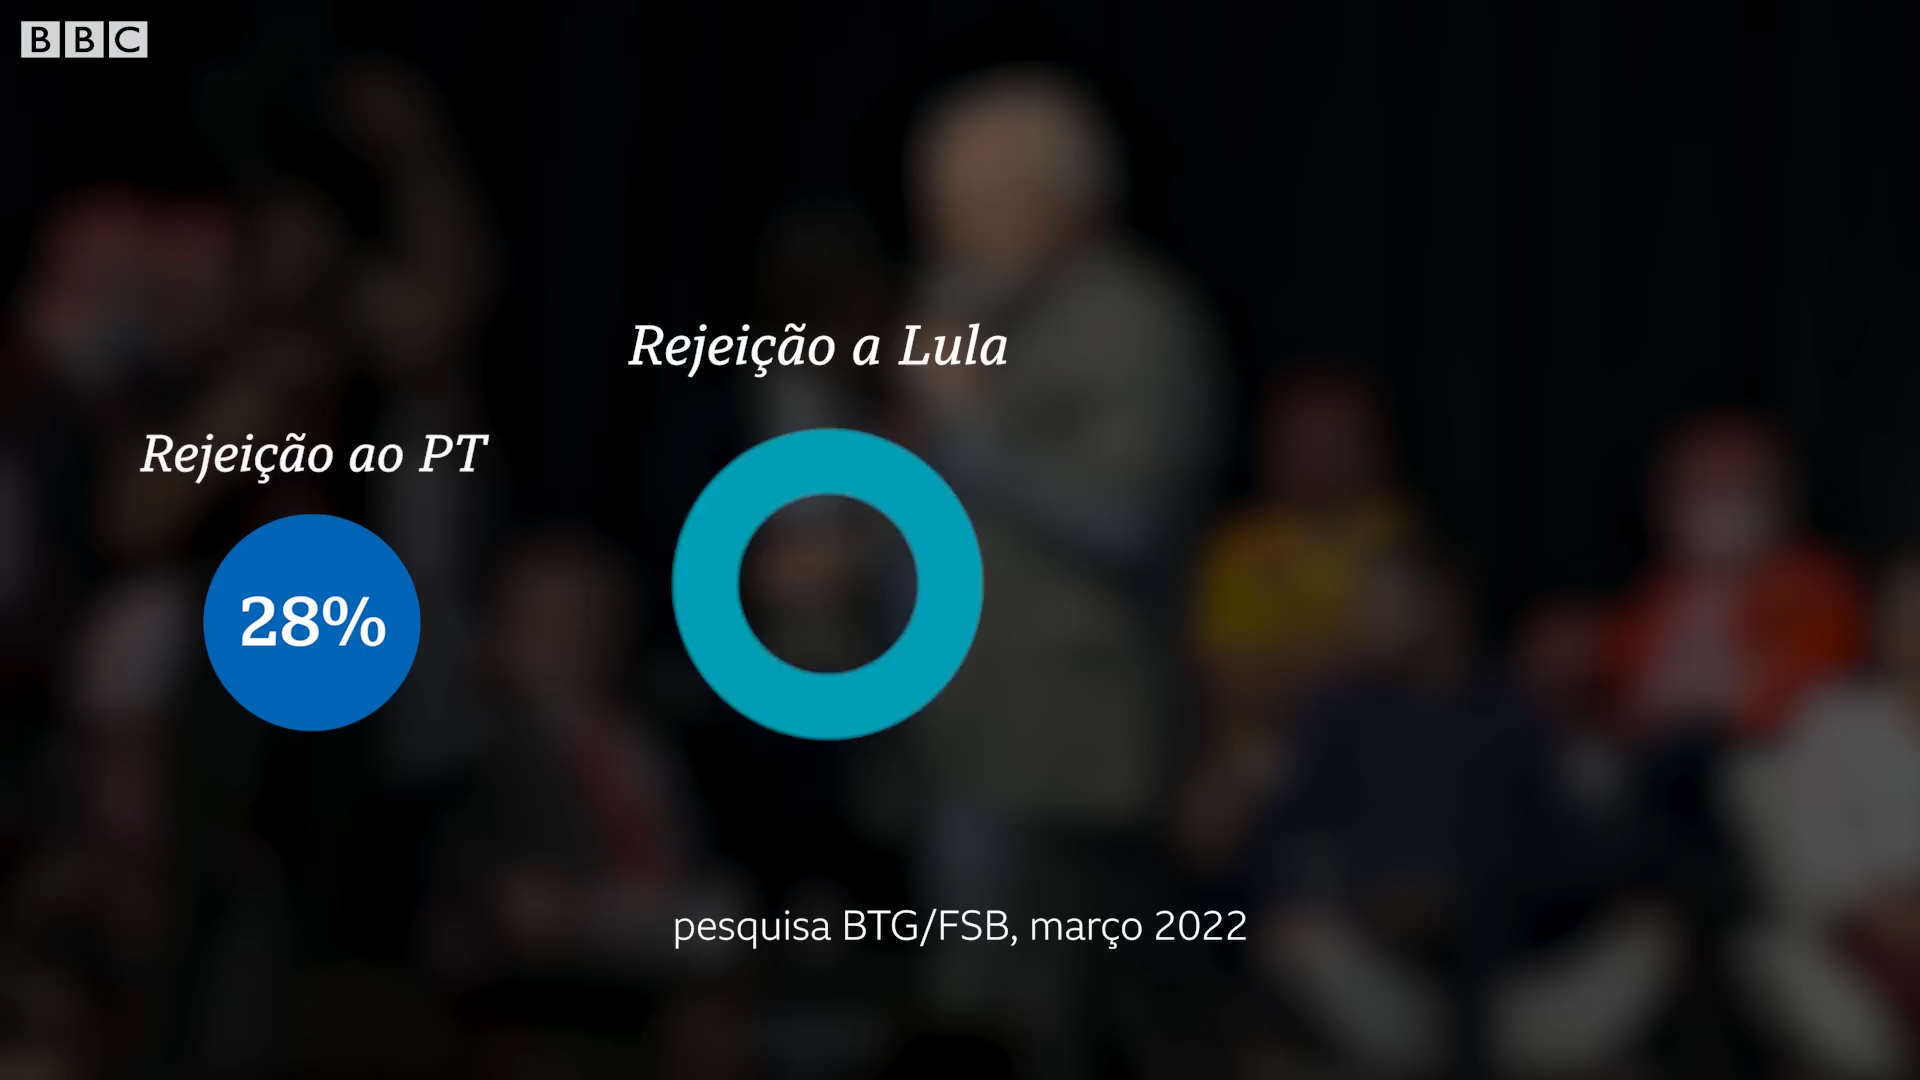 BBC
Rejeição a Lula
Rejeição ao PT
28%
pesquisa BTG/FSB, março 2022